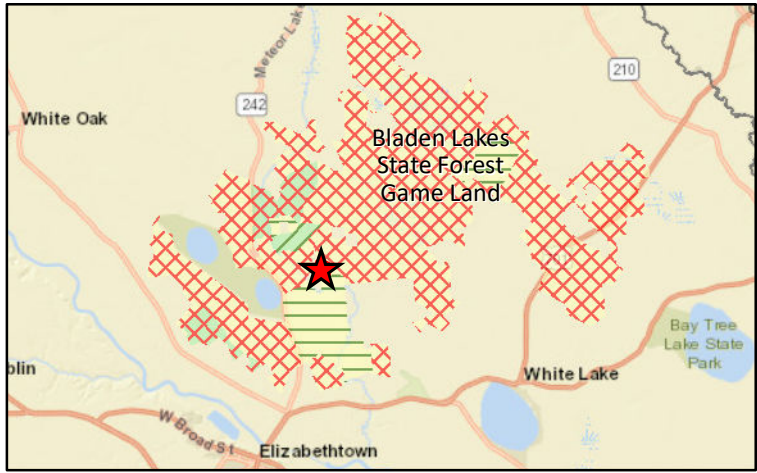 Meteor Lake
210
242
White Oak
Bladen Lakes
State Forest
Game Land
Bay Tree
Lake State
Park
blin
White Lake
W Broad St
Elizabethtown